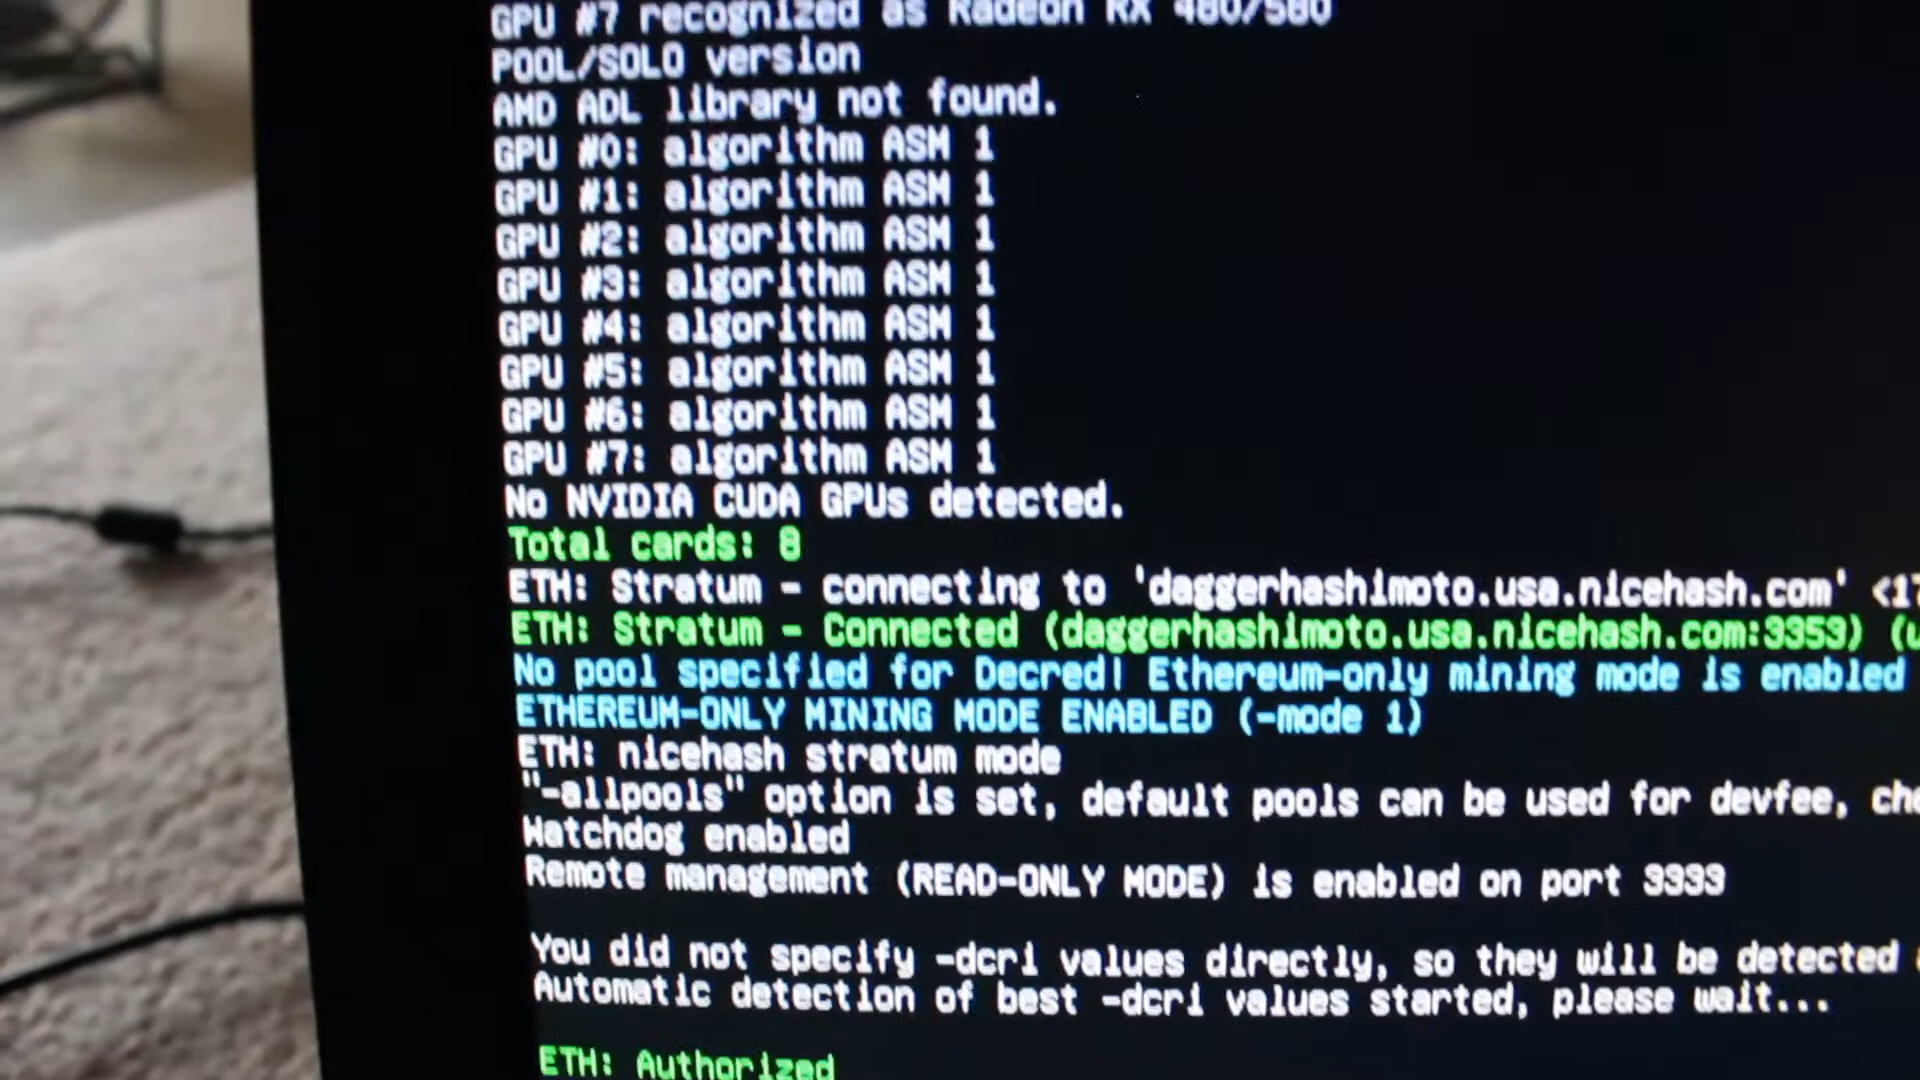 GPU #7 recognized as Radeon RX 480/580
POOL/SOLO version
AMD ADL library not found.
GPU #0: algorithm ASM 1
GPU #1: algorithm ASM 1
GPU #2: algorithm ASM 1
GPU #3: algorithm ASM 1
GPU #4: algorithm ASM 1
GPU #5: algorithm ASM 1
GPU #6: algorithm ASM 1
GPU #7: algorithm ASM 1
No NVIDIA CUDA GPUs detected.
Total cards: 8
ETH: Stratum - connecting to 'daggerhashimoto.usa.nicehash.com' <17
ETH: Stratum - Connected (daggerhashimoto.usa.nicehash.com:3353) (u
No pool specified for Decred! Ethereum-only mining mode is enabled
ETHEREUM-ONLY MINING MODE ENABLED (-mode 1)
ETH: nicehash stratum mode
"-allpools" option is set, default pools can be used for devfee, che
Watchdog enabled
Remote management (READ-ONLY MODE) is enabled on port 3333
You did not specify -dcri values directly, so they will be detected a
Automatic detection of best -dcri values started, please wait...
ETH: Authorized